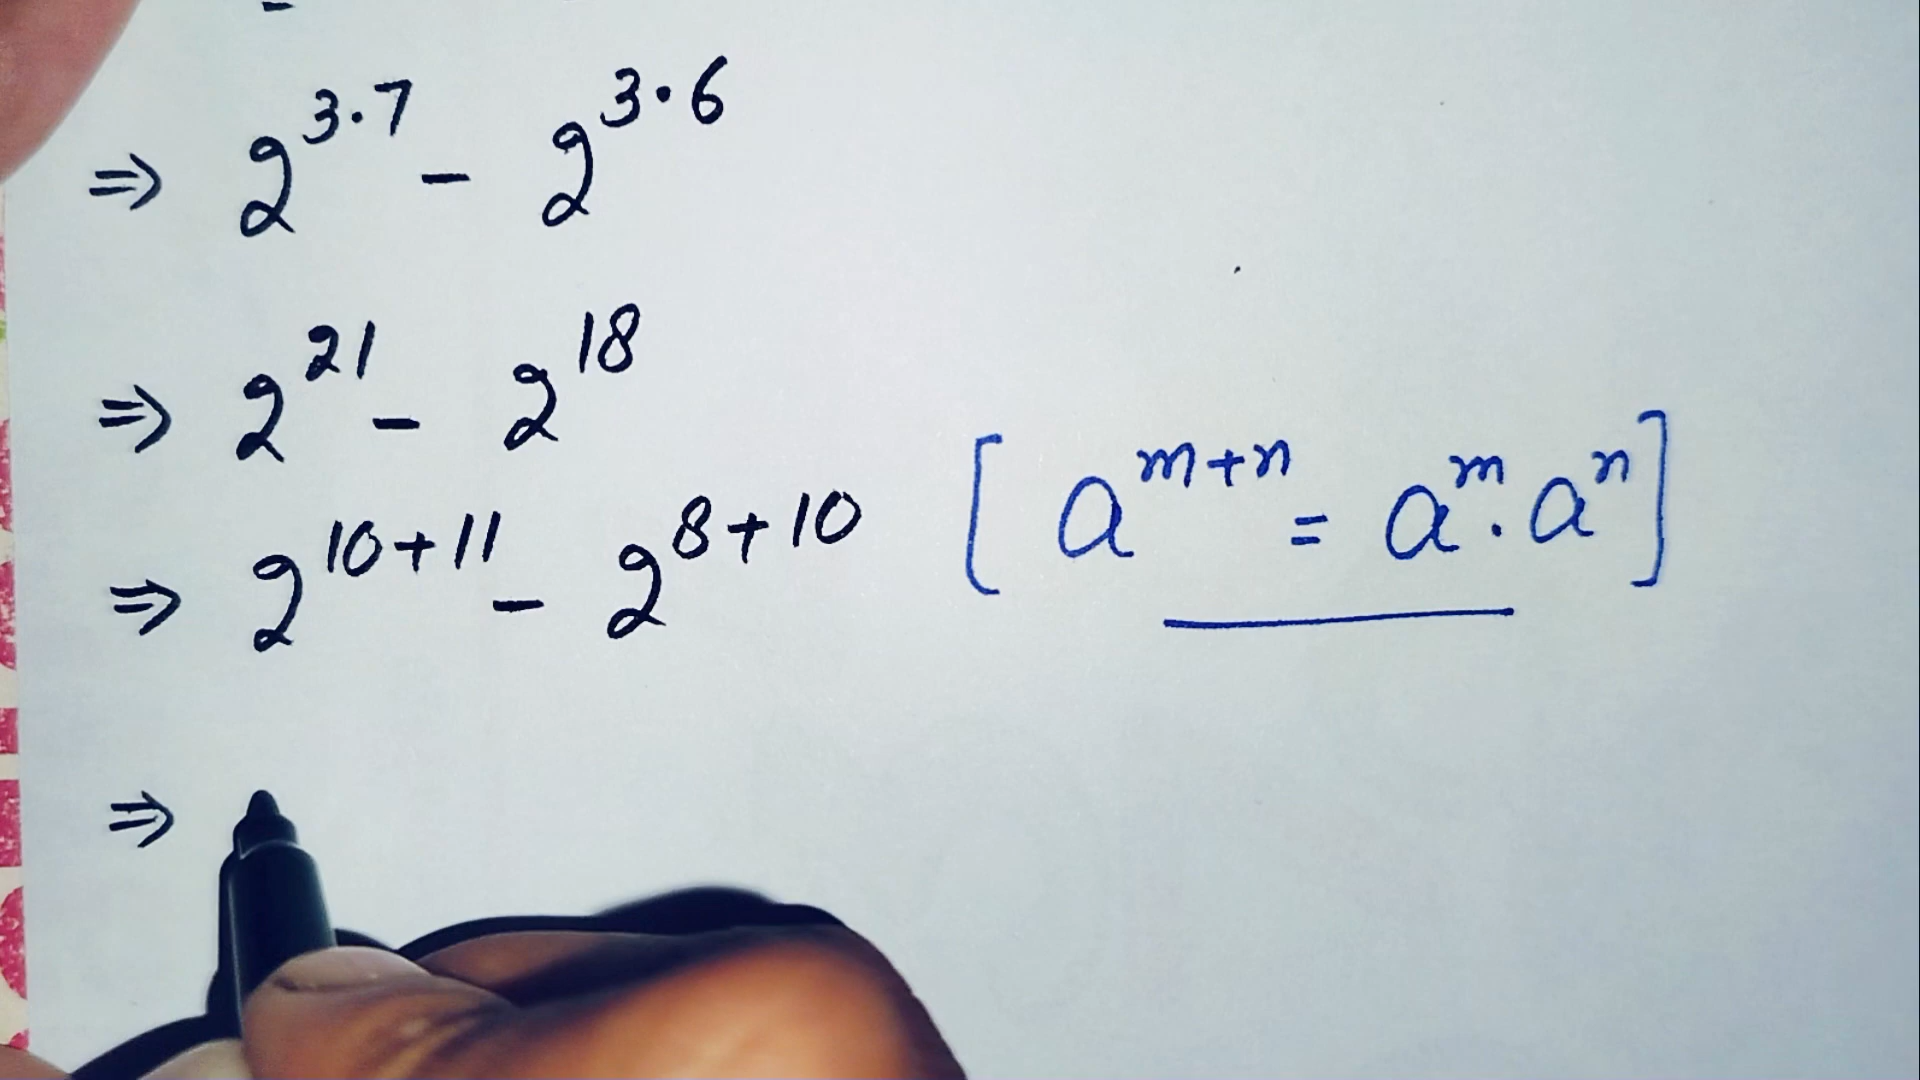 ⇒ 2^{3·7} - 2^{3·6}
⇒ 2^{21} - 2^{18}
⇒ 2^{10+11} - 2^{8+10} [a^{m+n} = a^m · a^n]
⇒